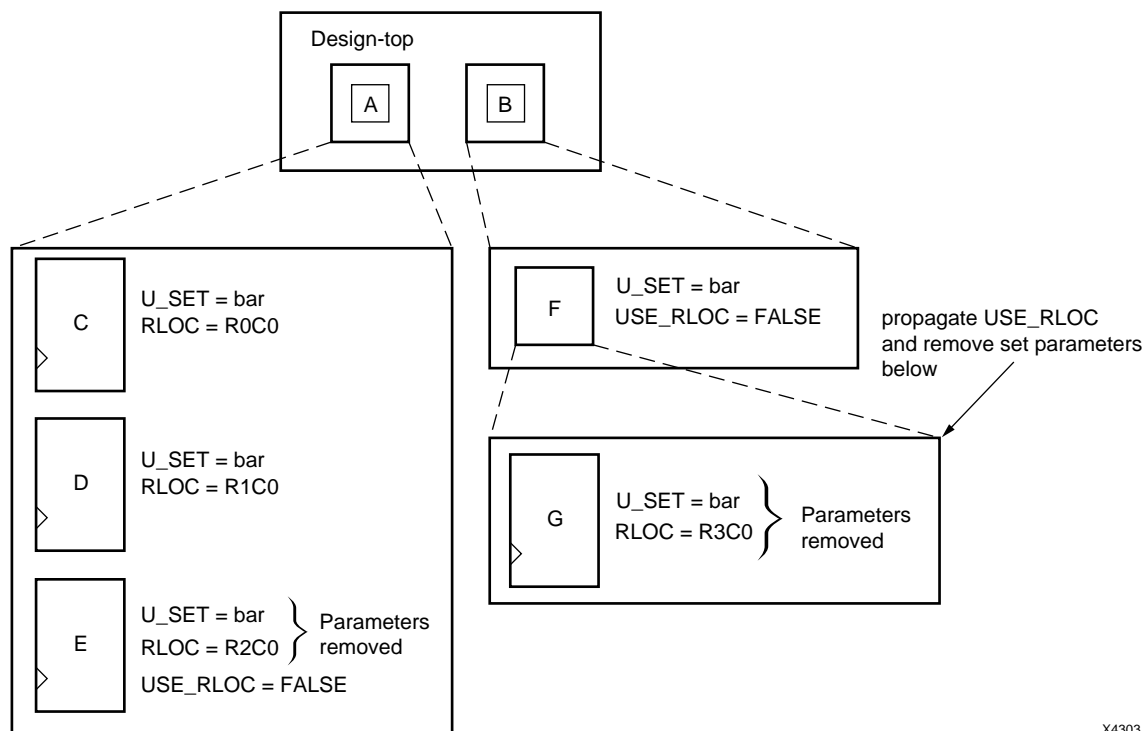 Design-top
A
B
C
U_SET = bar
RLOC = R0C0
D
U_SET = bar
RLOC = R1C0
E
U_SET = bar
RLOC = R2C0
Parameters
removed
USE_RLOC = FALSE
F
U_SET = bar
USE_RLOC = FALSE
propagate USE_RLOC
and remove set parameters
below
G
U_SET = bar
RLOC = R3C0
Parameters
removed
X4303